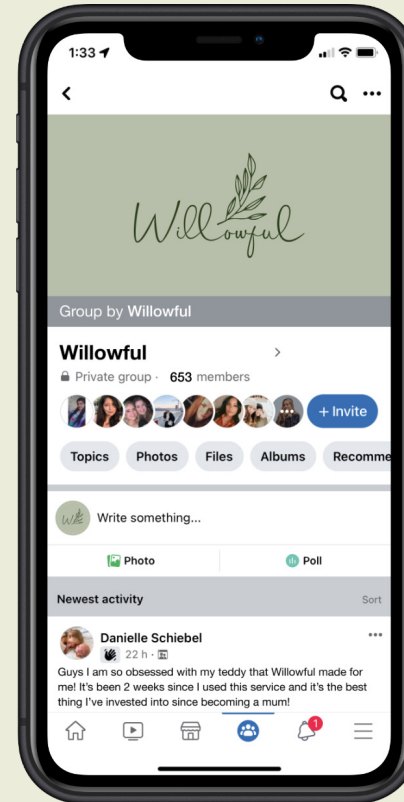 1:33
Willowful
Group by Willowful
Willowful
Private group · 653 members
+ Invite
Topics Photos Files Albums Recomme
Write something...
Photo Poll
Newest activity Sort
Danielle Schiebel
22 h ·
Guys I am so obsessed with my teddy that Willowful made for
me! It's been 2 weeks since I used this service and it's the best
thing I've invested into since becoming a mum!
1